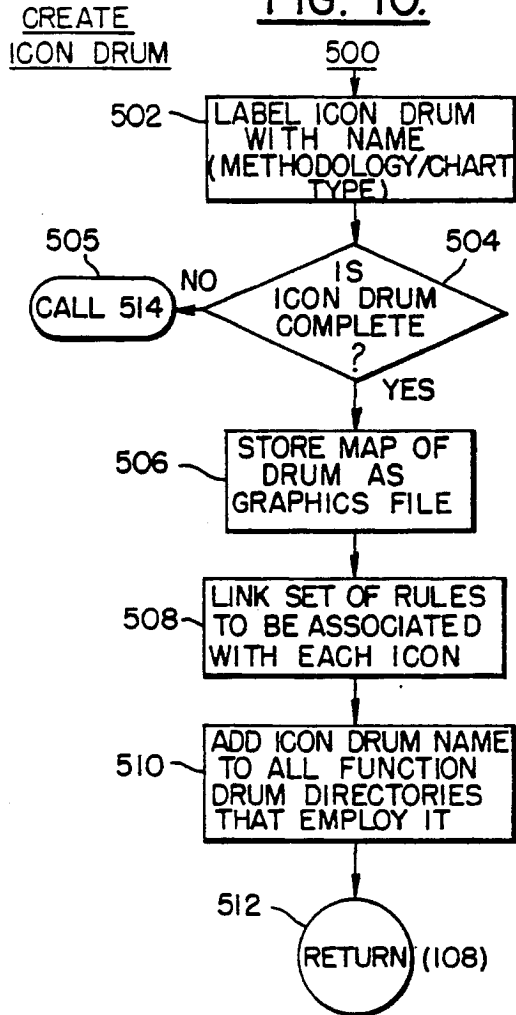 CREATE
ICON DRUM
FIG. 10.
500
502
LABEL ICON DRUM
WITH NAME
(METHODOLOGY/CHART
TYPE)
505
504
NO
CALL 514
IS
ICON DRUM
COMPLETE
?
YES
506
STORE MAP OF
DRUM AS
GRAPHICS FILE
508
LINK SET OF RULES
TO BE ASSOCIATED
WITH EACH ICON
510
ADD ICON DRUM NAME
TO ALL FUNCTION
DRUM DIRECTORIES
THAT EMPLOY IT
512
RETURN (108)